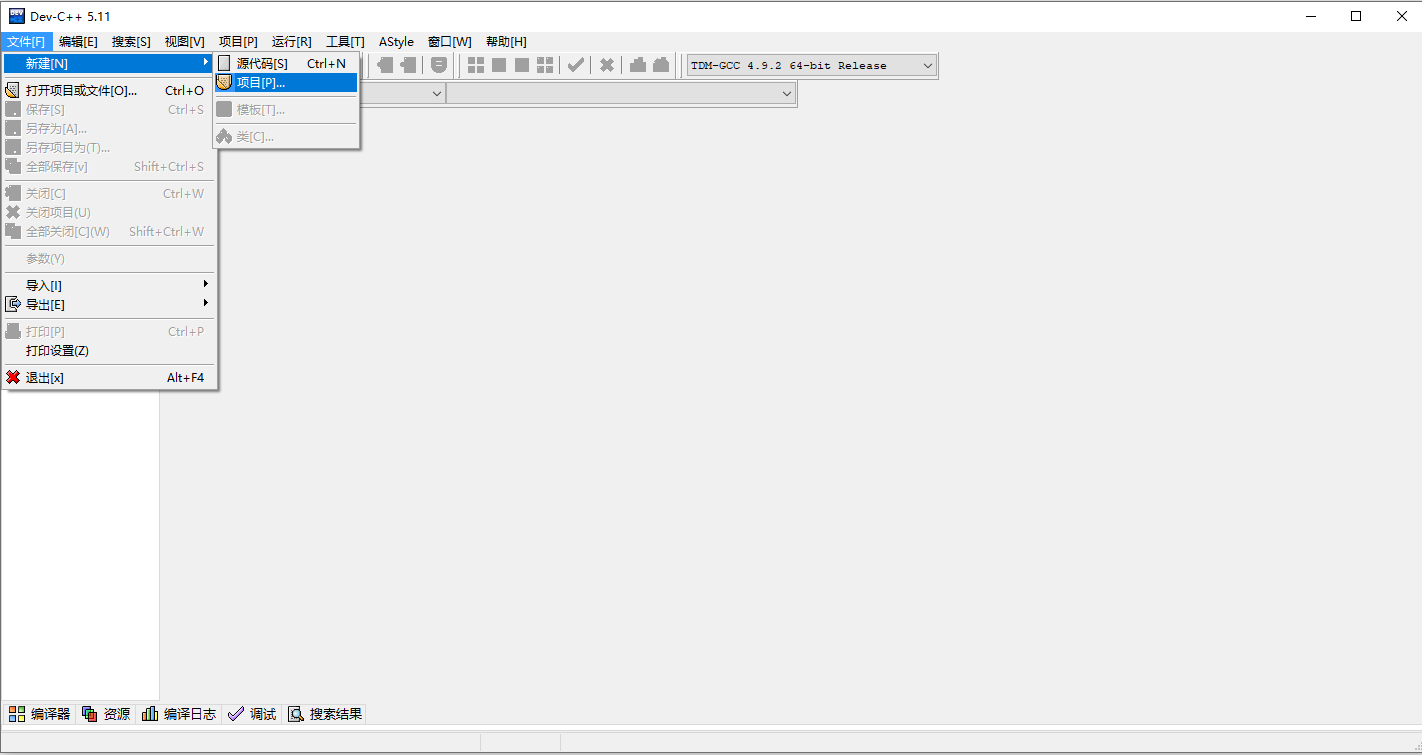 Dev-C++ 5.11
文件[F] 编辑[E] 搜索[S] 视图[V] 项目[P] 运行[R] 工具[T] AStyle 窗口[W] 帮助[H]
新建[N]
源代码[S] Ctrl+N
TDM-GCC 4.9.2 64-bit Release
项目[P]...
打开项目或文件[O]... Ctrl+O
保存[S] Ctrl+S
模板[T]...
另存为[A]...
类[C]...
另存项目为(T)...
全部保存[v] Shift+Ctrl+S
关闭[C] Ctrl+W
关闭项目(U)
全部关闭[C](W) Shift+Ctrl+W
参数(Y)
导入[I]
导出[E]
打印[P] Ctrl+P
打印设置(Z)
退出[x] Alt+F4
编译器 资源 编译日志 调试 搜索结果